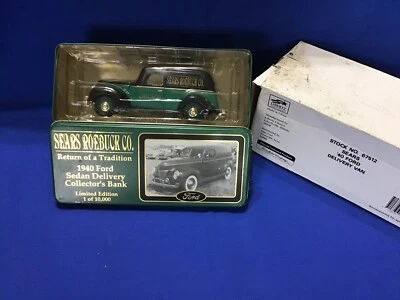 SEARS ROEBUCK CO.
SEARS ROEBUCK CO.
Return of a Tradition
1940 Ford
Sedan Delivery
Collector's Bank
Limited Edition
1 of 10,000
Ford
STOCK NO. 67512
SEARS
'40 FORD
DELIVERY VAN